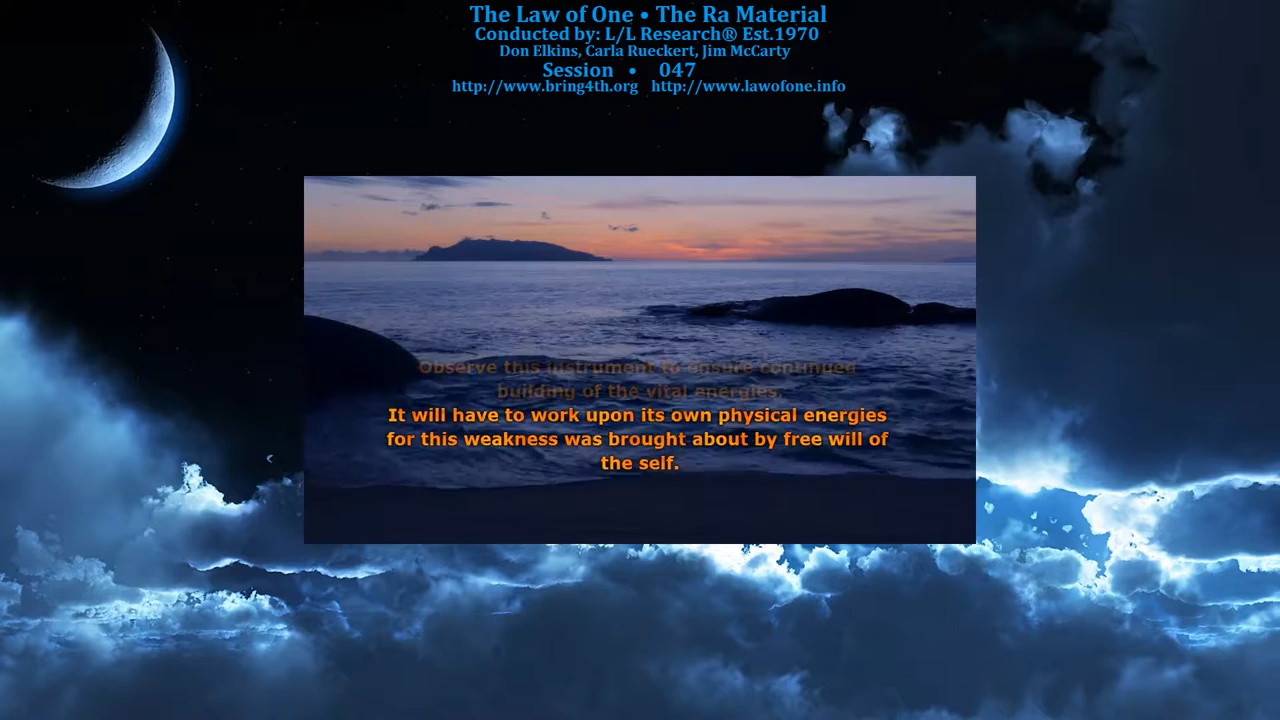 The Law of One • The Ra Material
Conducted by: L/L Research® Est.1970
Don Elkins, Carla Rueckert, Jim McCarty
Session • 047
http://www.bring4th.org http://www.lawofone.info
Observe this instrument to ensure continued
building of the vital energies.
It will have to work upon its own physical energies
for this weakness was brought about by free will of
the self.